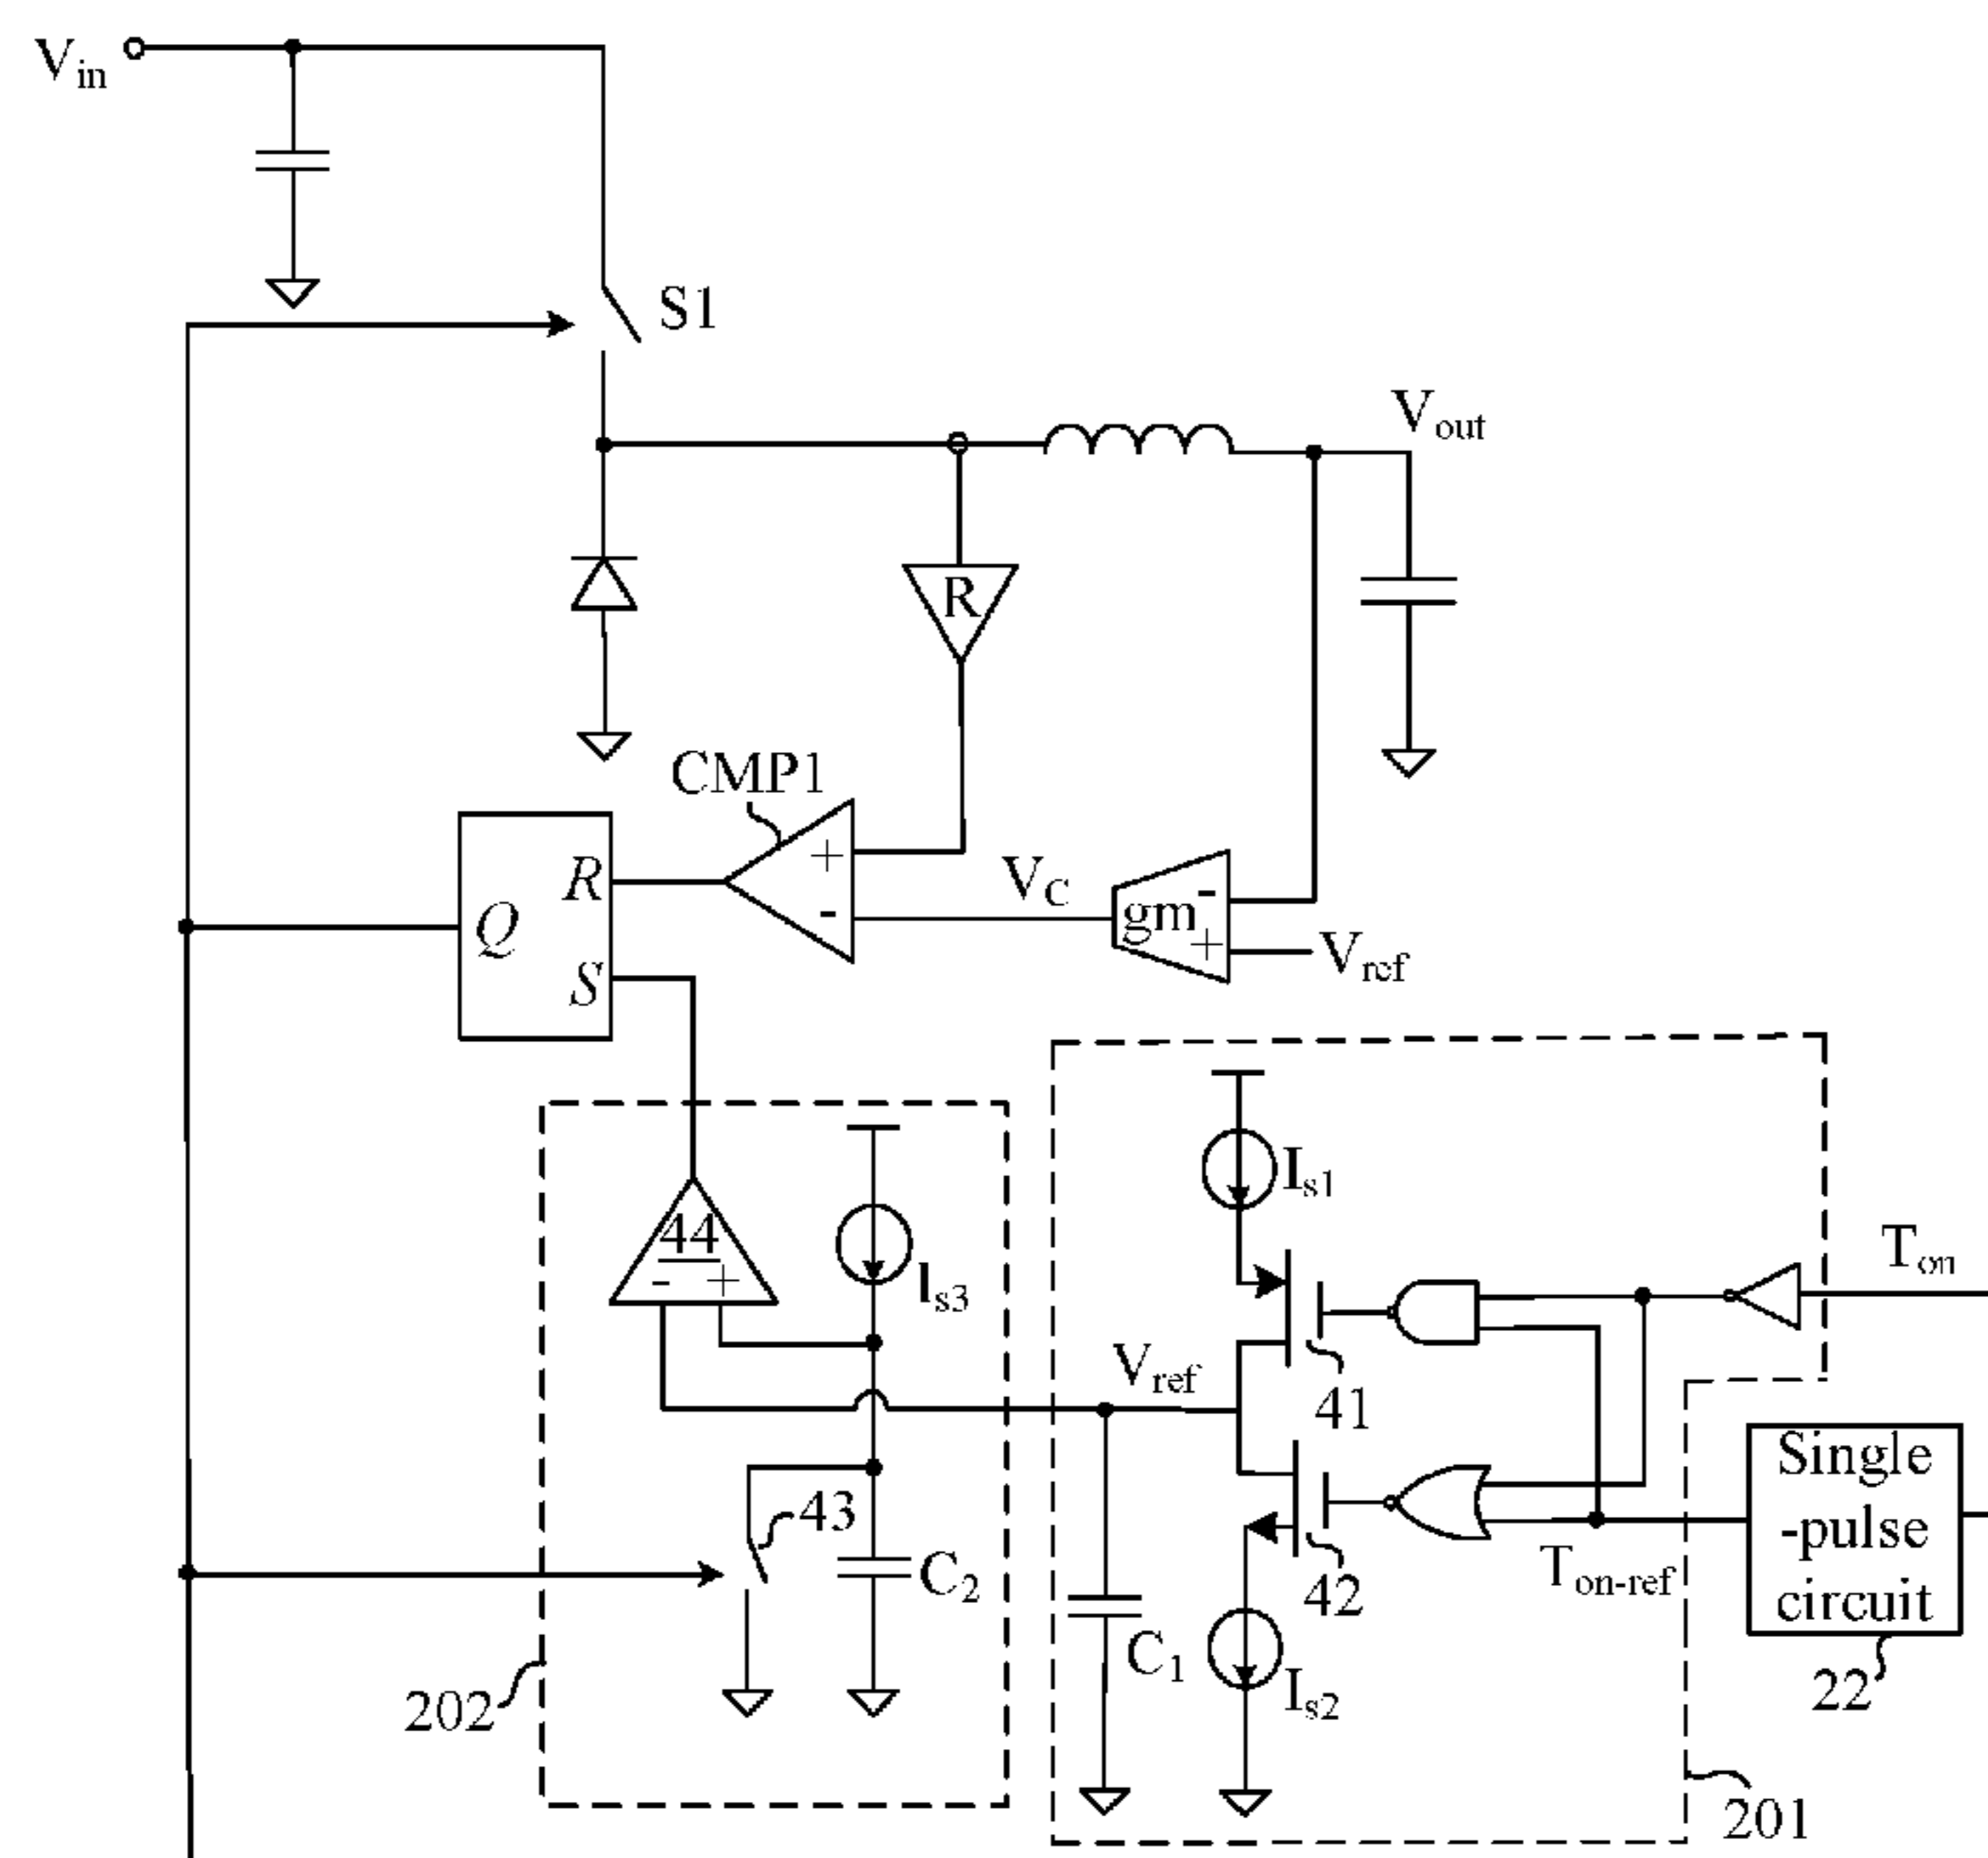 Vin
S1
Vout
R
CMP1
+
-
VC
gm
-
+
Vref
Q
R
S
Is1
44
-
+
Is3
Ton
Vref
41
43
Single
-pulse
circuit
C2
Ton-ref
42
C1
Is2
22
202
201